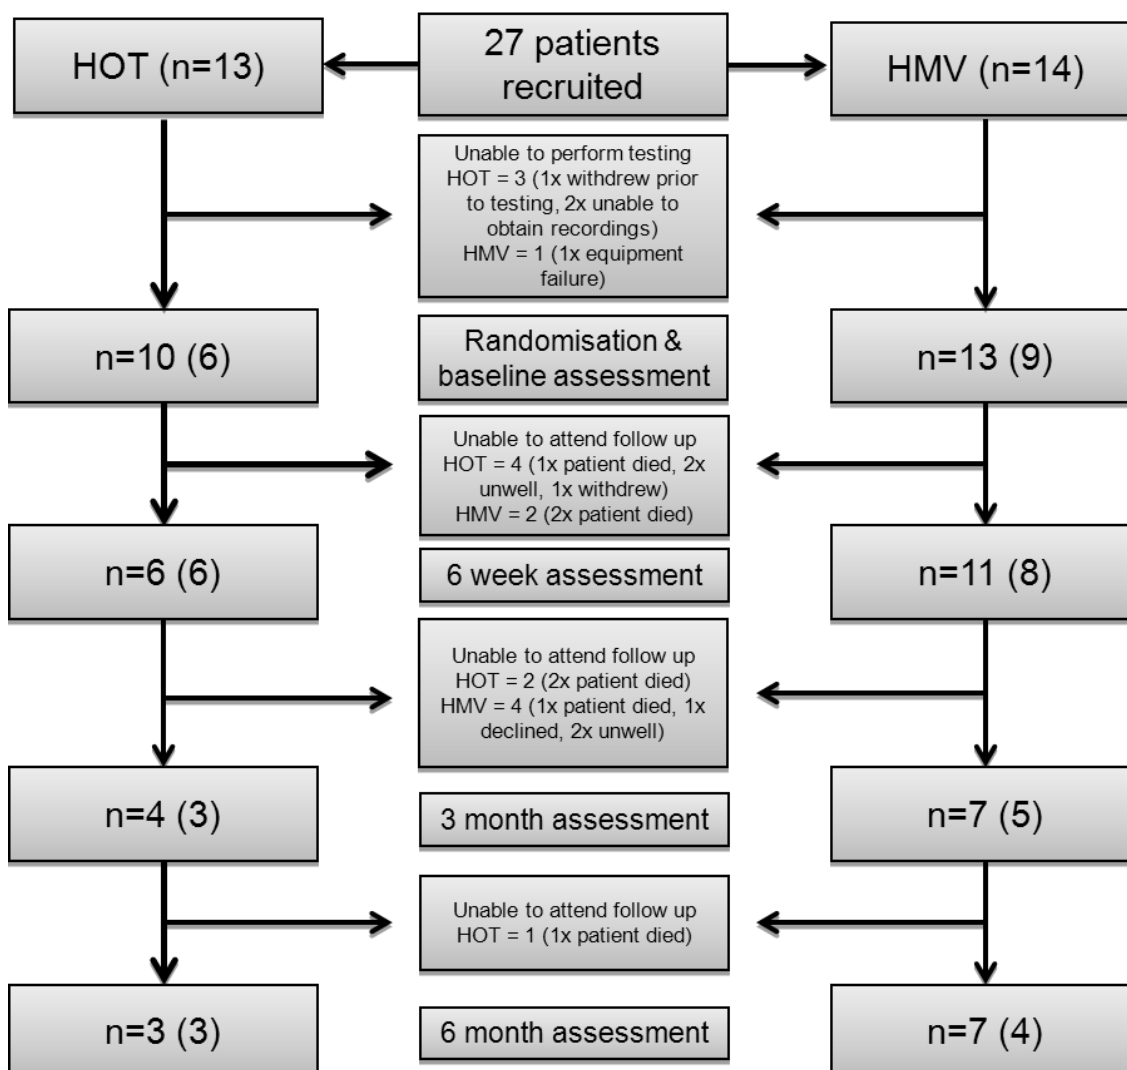 HOT (n=13)
27 patients
recruited
HMV (n=14)
Unable to perform testing
HOT = 3 (1x withdrew prior
to testing, 2x unable to
obtain recordings)
HMV = 1 (1x equipment
failure)
n=10 (6)
Randomisation &
baseline assessment
n=13 (9)
Unable to attend follow up
HOT = 4 (1x patient died, 2x
unwell, 1x withdrew)
HMV = 2 (2x patient died)
n=6 (6)
6 week assessment
n=11 (8)
Unable to attend follow up
HOT = 2 (2x patient died)
HMV = 4 (1x patient died, 1x
declined, 2x unwell)
n=4 (3)
3 month assessment
n=7 (5)
Unable to attend follow up
HOT = 1 (1x patient died)
n=3 (3)
6 month assessment
n=7 (4)